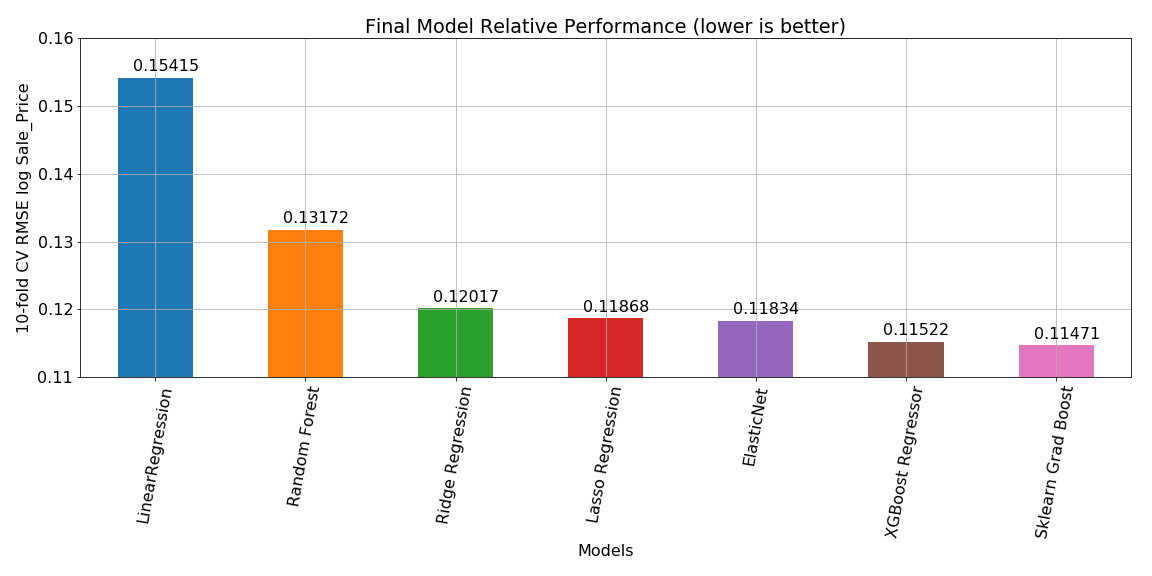 Final Model Relative Performance (lower is better)
10-fold CV RMSE log Sale_Price
0.16
0.15
0.14
0.13
0.12
0.11
0.15415
0.13172
0.12017
0.11868
0.11834
0.11522
0.11471
LinearRegression
Random Forest
Ridge Regression
Lasso Regression
ElasticNet
XGBoost Regressor
Sklearn Grad Boost
Models